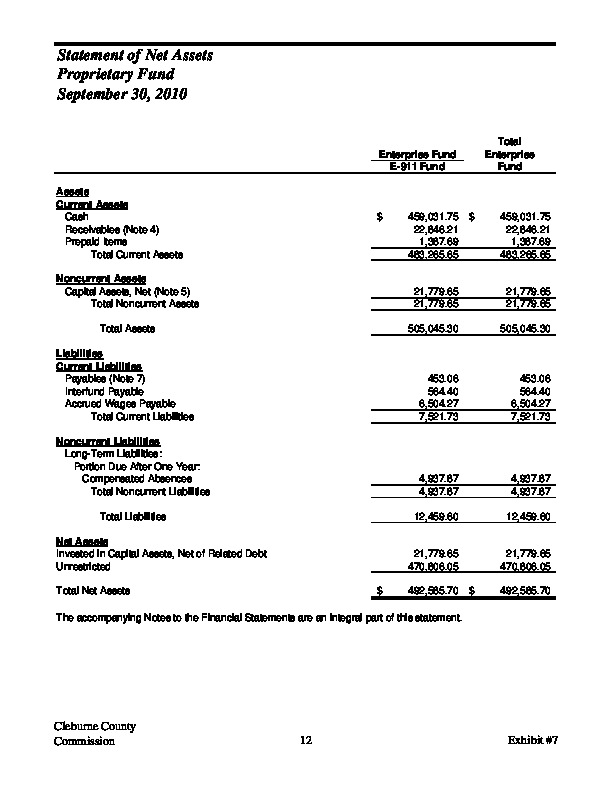 Statement of Net Assets
Proprietary Fund
September 30, 2010
Total
Enterprise Fund Enterprise
E-911 Fund Fund
Assets
Current Assets
Cash $ 459,031.75 $ 459,031.75
Receivables (Note 4) 22,846.21 22,846.21
Prepaid Items 1,387.69 1,387.69
Total Current Assets 483,265.65 483,265.65
Noncurrent Assets
Capital Assets, Net (Note 5) 21,779.65 21,779.65
Total Noncurrent Assets 21,779.65 21,779.65
Total Assets 505,045.30 505,045.30
Liabilities
Current Liabilities
Payables (Note 7) 453.06 453.06
Interfund Payable 564.40 564.40
Accrued Wages Payable 6,504.27 6,504.27
Total Current Liabilities 7,521.73 7,521.73
Noncurrent Liabilities
Long-Term Liabilities:
Portion Due After One Year:
Compensated Absences 4,937.87 4,937.87
Total Noncurrent Liabilities 4,937.87 4,937.87
Total Liabilities 12,459.60 12,459.60
Net Assets
Invested in Capital Assets, Net of Related Debt 21,779.65 21,779.65
Unrestricted 470,806.05 470,806.05
Total Net Assets $ 492,585.70 $ 492,585.70
The accompanying Notes to the Financial Statements are an integral part of this statement.
Cleburne County
Commission 12 Exhibit #7